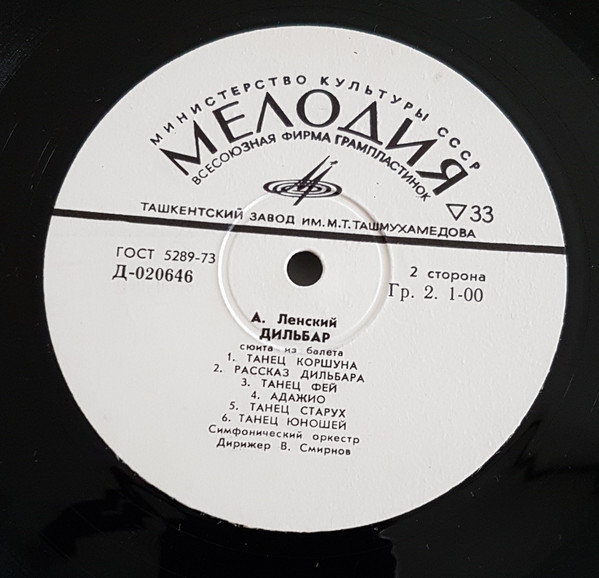 МИНИСТЕРСТВО КУЛЬТУРЫ СССР
МЕЛОДИЯ
ВСЕСОЮЗНАЯ ФИРМА ГРАМПЛАСТИНОК
▽33
ТАШКЕНТСКИЙ ЗАВОД ИМ. М.Т. ТАШМУХАМЕДОВА
ГОСТ 5289-73
Д-020646
2 сторона
Гр. 2. 1-00
А. Ленский
ДИЛЬБАР
сюита из балета
1. ТАНЕЦ КОРШУНА
2. РАССКАЗ ДИЛЬБАРА
3. ТАНЕЦ ФЕЙ
4. АДАЖИО
5. ТАНЕЦ СТАРУХ
6. ТАНЕЦ ЮНОШЕЙ
Симфонический оркестр
Дирижер В. Смирнов